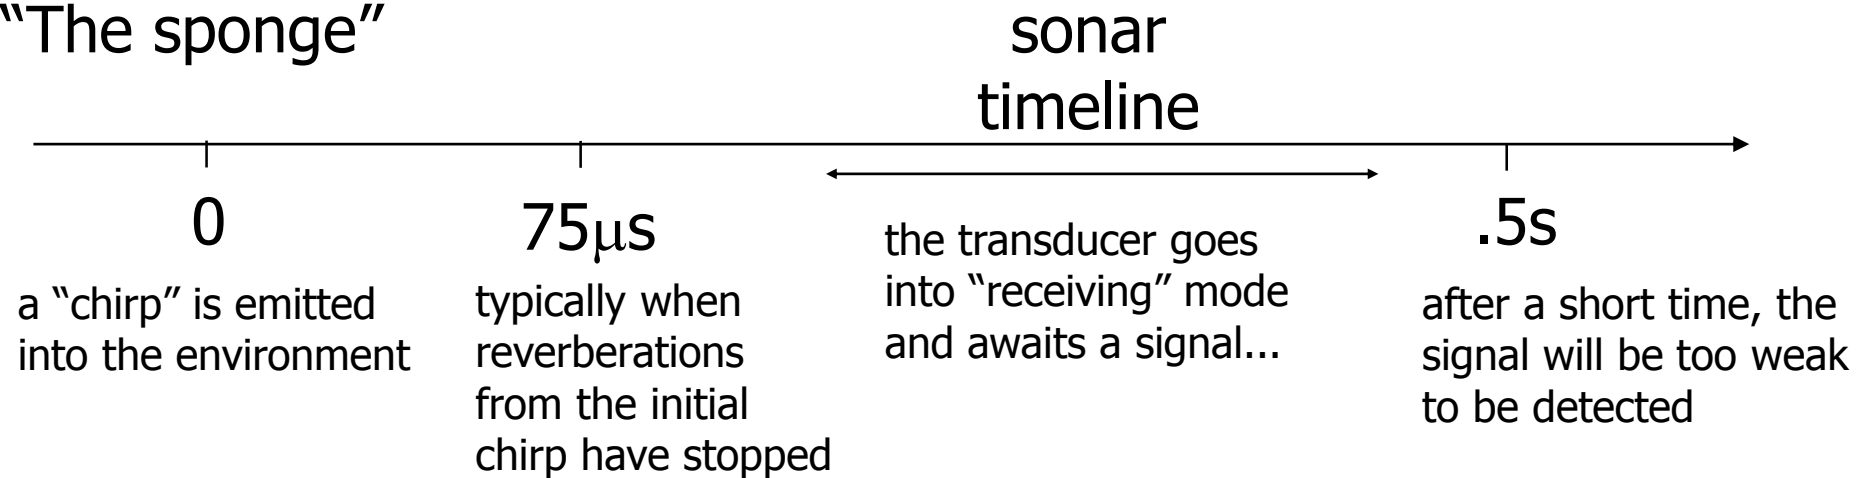 “The sponge”
sonar
timeline
0
a “chirp” is emitted
into the environment
75μs
typically when
reverberations
from the initial
chirp have stopped
the transducer goes
into “receiving” mode
and awaits a signal...
.5s
after a short time, the
signal will be too weak
to be detected